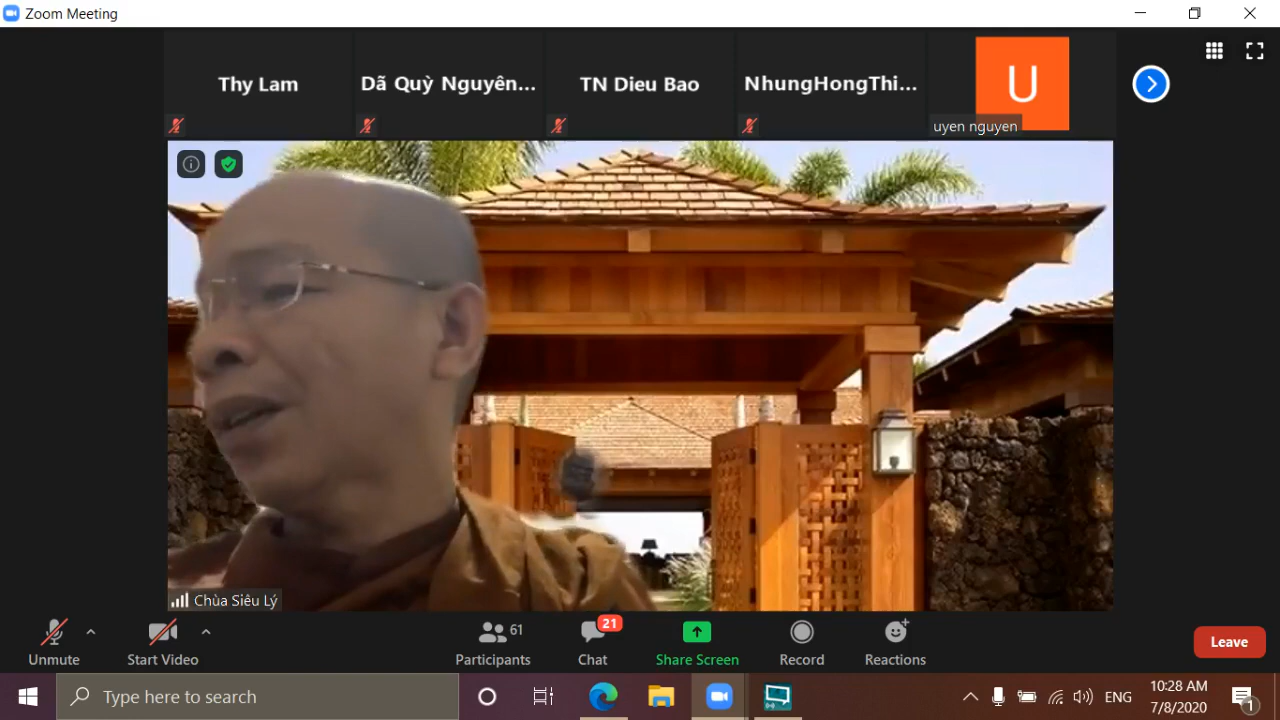 Zoom Meeting
Thy Lam
Dã Quỳ Nguyên...
TN Dieu Bao
NhungHongThi...
U
uyen nguyen
Chùa Siêu Lý
Unmute
Start Video
61
Participants
21
Chat
Share Screen
Record
Reactions
Leave
Type here to search
ENG
10:28 AM
7/8/2020
1